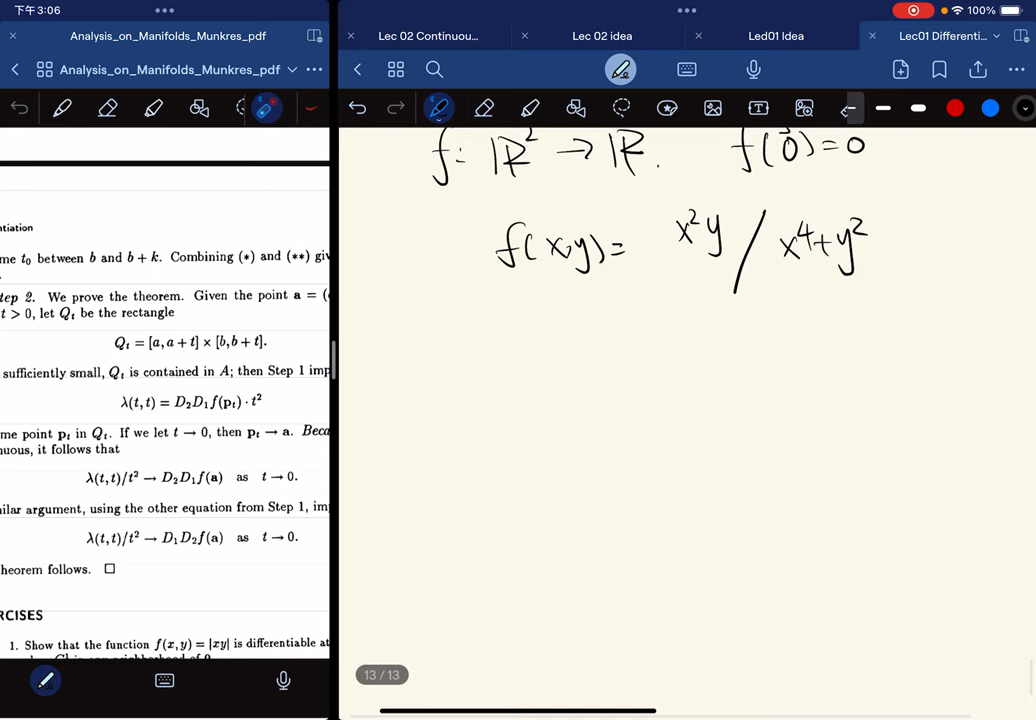 下午3:06
100%
Analysis_on_Manifolds_Munkres_pdf
Lec 02 Continuou...
Lec 02 idea
Led01 Idea
Lec01 Differenti...
Analysis_on_Manifolds_Munkres_pdf
ntiation
me t₀ between b and b + k. Combining (*) and (**) giv
tep 2. We prove the theorem. Given the point a = (
t > 0, let Qₜ be the rectangle
Qₜ = [a, a + t] × [b, b + t].
sufficiently small, Qₜ is contained in A; then Step 1 imp
λ(t, t) = D₂D₁f(pₜ) · t²
me point pₜ in Qₜ. If we let t → 0, then pₜ → a. Beca
nuous, it follows that
λ(t, t)/t² → D₂D₁f(a) as t → 0.
nilar argument, using the other equation from Step 1, im
λ(t, t)/t² → D₁D₂f(a) as t → 0.
heorem follows. □
RCISES
1. Show that the function f(x, y) = |xy| is differentiable at
f: ℝ² → ℝ. f(0⃗) = 0
f(x,y) = x²y / x⁴+y²
13 / 13